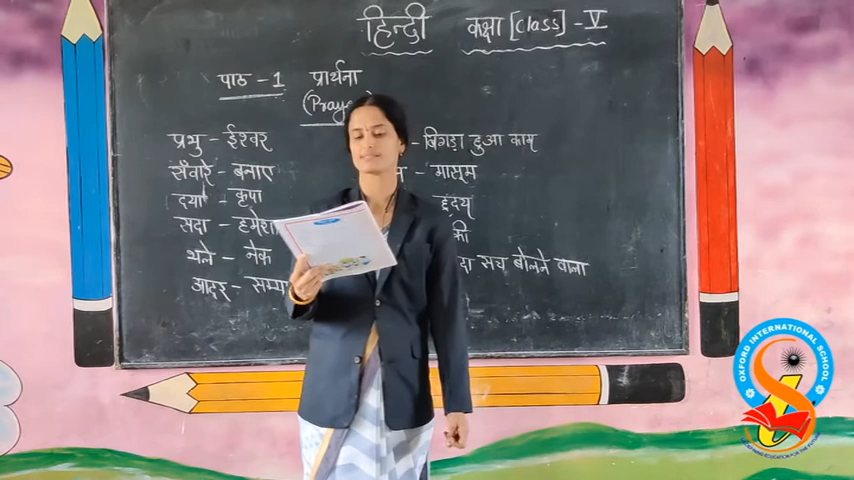 हिन्दी कक्षा [Class] - V
पाठ - 1 प्रार्थना
(Prayer)
प्रभु - ईश्वर - बिगड़ा हुआ काम
सँवारे - बनाए - मासूम
दया - कृपा हृदय
सदा - हमेशा की
भले - नेक सच बोलने वाला
आदर -
OXFORD INTERNATIONAL SCHOOL